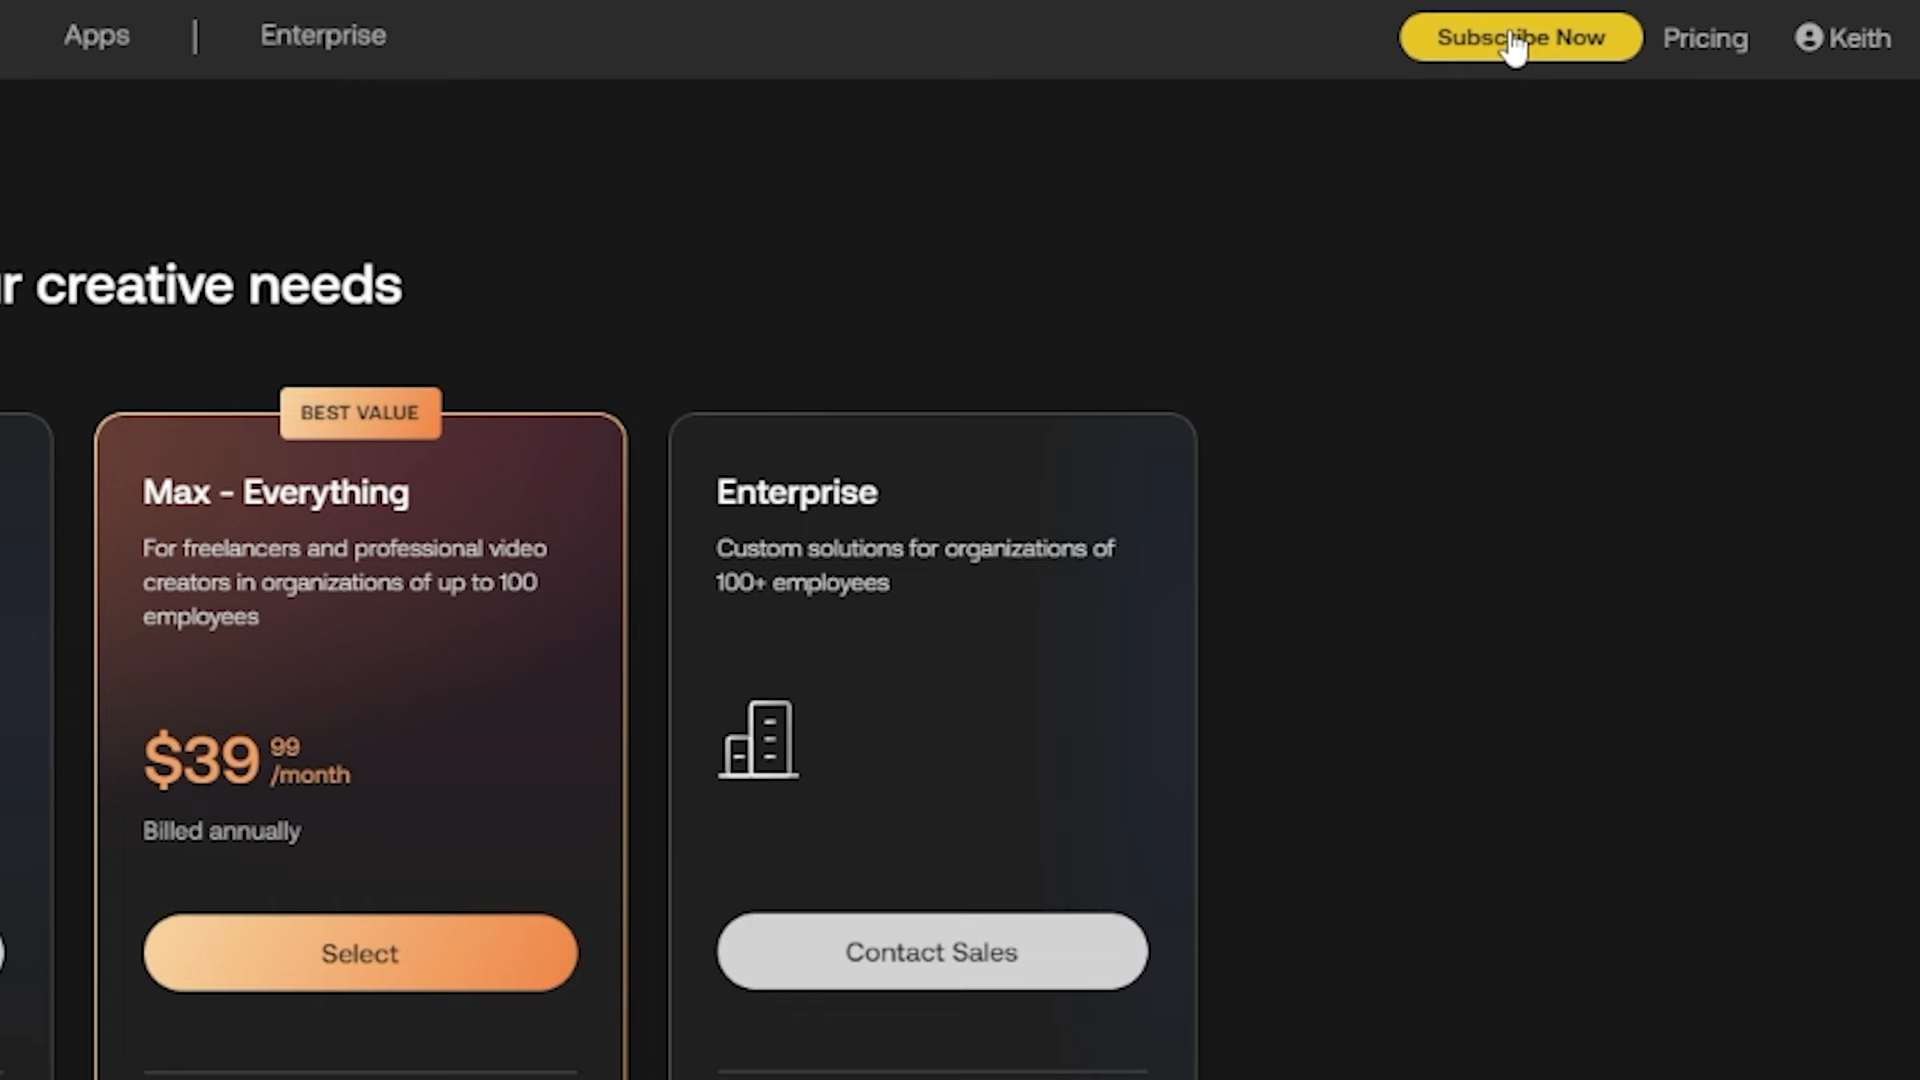 Apps | Enterprise
Subscribe Now Pricing Keith
r creative needs
BEST VALUE
Max - Everything
For freelancers and professional video
creators in organizations of up to 100
employees
$39 99
/month
Billed annually
Select
Enterprise
Custom solutions for organizations of
100+ employees
Contact Sales